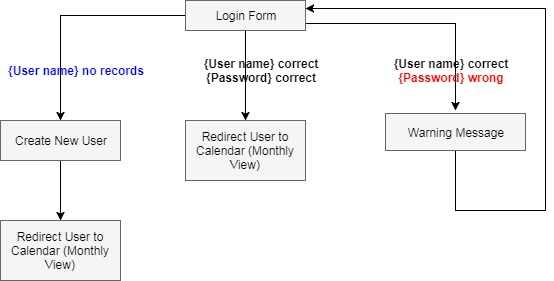 Login Form
{User name} no records
{User name} correct
{Password} correct
{User name} correct
{Password} wrong
Create New User
Redirect User to
Calendar (Monthly
View)
Warning Message
Redirect User to
Calendar (Monthly
View)